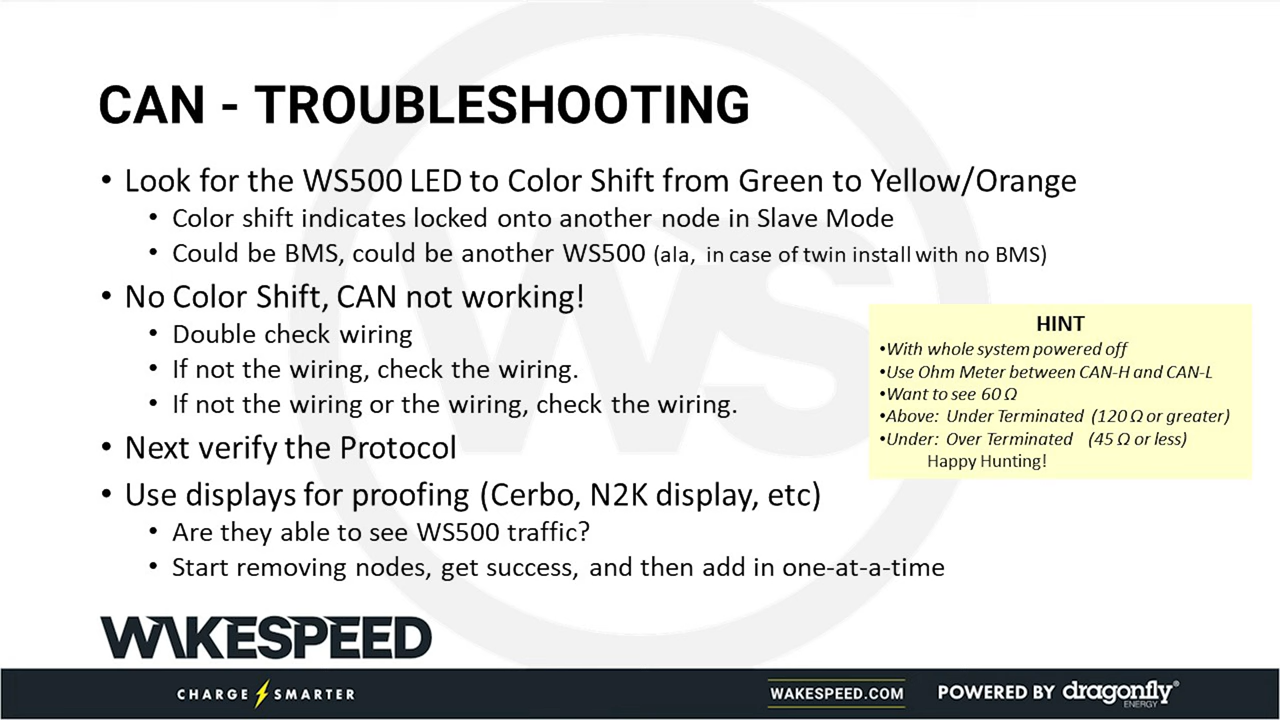 CAN - TROUBLESHOOTING
• Look for the WS500 LED to Color Shift from Green to Yellow/Orange
• Color shift indicates locked onto another node in Slave Mode
• Could be BMS, could be another WS500 (ala, in case of twin install with no BMS)
• No Color Shift, CAN not working!
• Double check wiring
• If not the wiring, check the wiring.
• If not the wiring or the wiring, check the wiring.
• Next verify the Protocol
• Use displays for proofing (Cerbo, N2K display, etc)
• Are they able to see WS500 traffic?
• Start removing nodes, get success, and then add in one-at-a-time
HINT
•With whole system powered off
•Use Ohm Meter between CAN-H and CAN-L
•Want to see 60 Ω
•Above: Under Terminated (120 Ω or greater)
•Under: Over Terminated (45 Ω or less)
Happy Hunting!
WS
WAKESPEED
CHARGE SMARTER
WAKESPEED.COM
POWERED BY dragonfly®
ENERGY